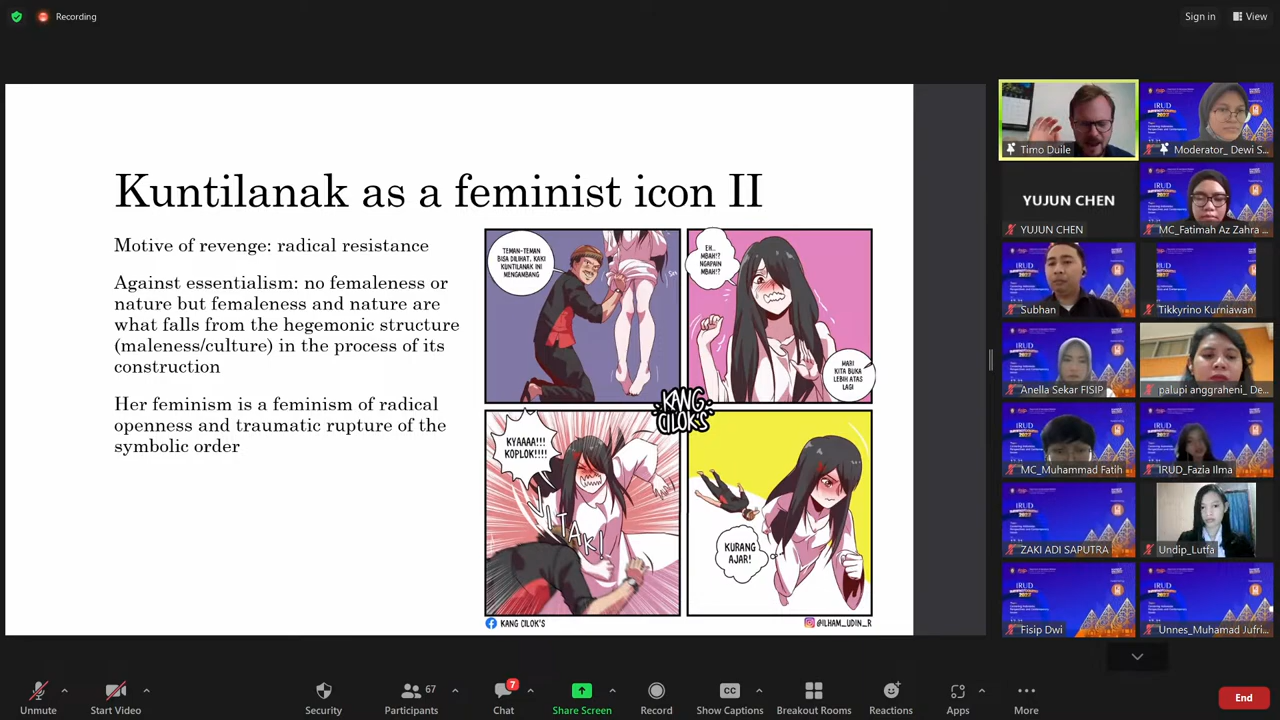 Recording
Sign in
View
Kuntilanak as a feminist icon II
Motive of revenge: radical resistance
Against essentialism: no femaleness or
nature but femaleness and nature are
what falls from the hegemonic structure
(maleness/culture) in the process of its
construction
Her feminism is a feminism of radical
openness and traumatic rupture of the
symbolic order
TEMAN-TEMAN
BISA DILIHAT, KAKI
KUNTILANAK INI
MENGAMBANG
EH..
MBAH!?
NGAPAIN
MBAH!?
MARI
KITA BUKA
LEBIH ATAS
LAGI
KANG
CILOK'S
KYAAAA!!!
KOPLOK!!!!
KURANG
AJAR!
KANG CILOK'S
@ILHAM_UDIN_R
Timo Duile
Moderator_ Dewi S...
YUJUN CHEN
YUJUN CHEN
MC_Fatimah Az Zahra ...
Subhan
Tikkyrino Kurniawan
Anella Sekar FISIP
palupi anggraheni_ De...
MC_Muhammad Fatih
IRUD_Fazia Ilma
ZAKI ADI SAPUTRA
Undip_Lutfa
Fisip Dwi
Unnes_Muhamad Jufri...
IRUD
2023
Unmute
Start Video
Security
67
Participants
7
Chat
Share Screen
Record
CC
Show Captions
Breakout Rooms
Reactions
Apps
More
End